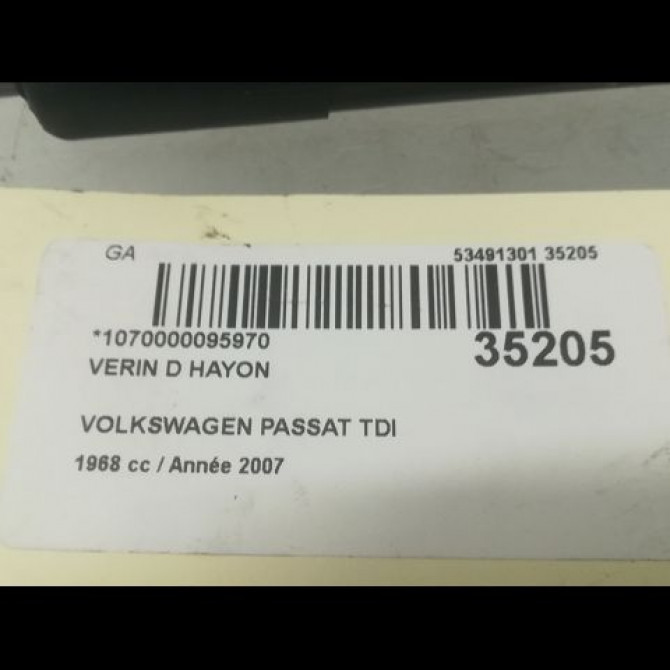 GA 53491301 35205
*1070000095970 35205
VERIN D HAYON
VOLKSWAGEN PASSAT TDI
1968 cc / Année 2007